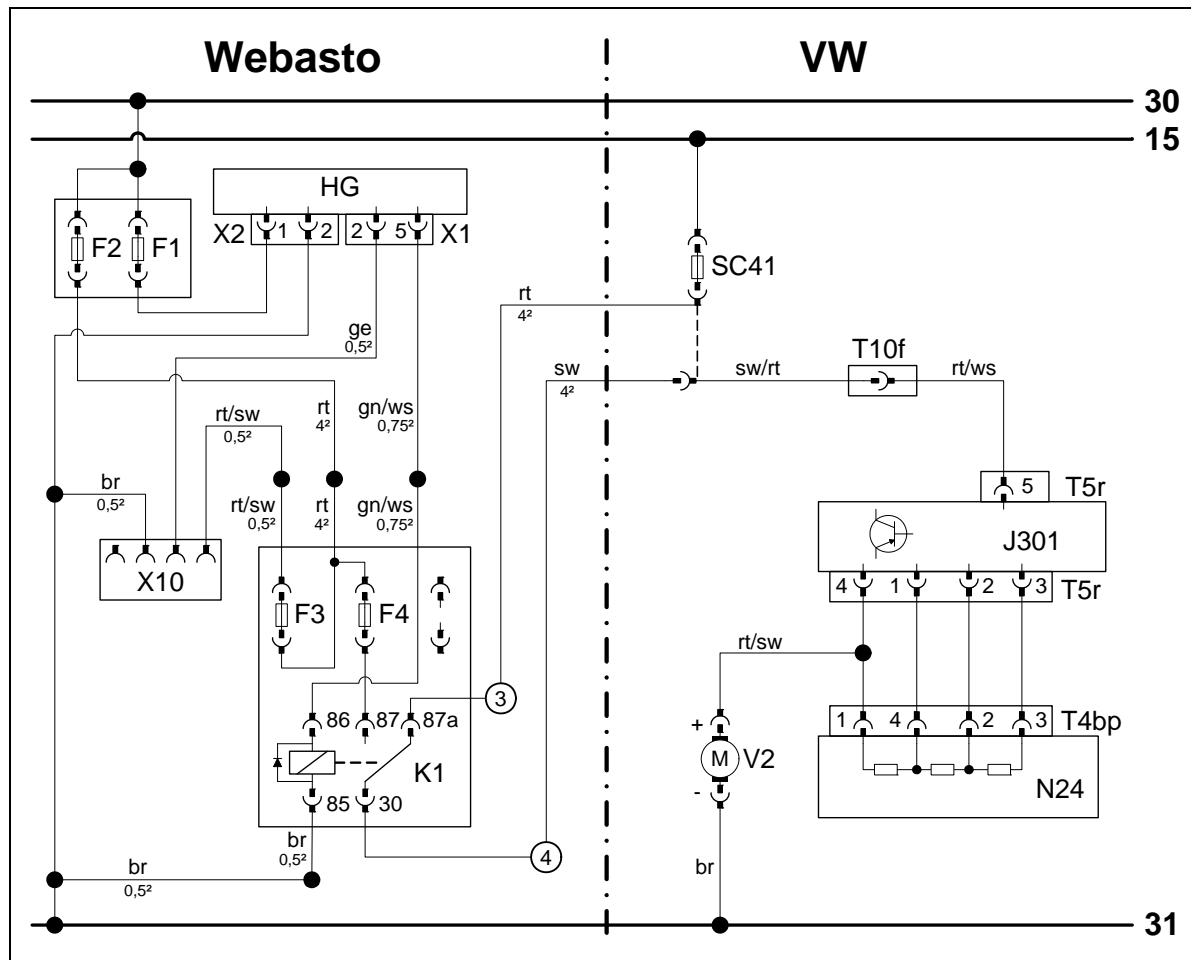 Webasto VW
30
15
HG
X2 1 2 2 5 X1
F2 F1
SC41
rt
4²
ge
0,5²
T10f
sw
4²
sw/rt
rt/ws
rt/sw
0,5²
rt
4²
gn/ws
0,75²
br
0,5²
rt/sw
0,5²
rt
4²
gn/ws
0,75²
5 T5r
J301
X10
4 1 2 3 T5r
F3 F4
rt/sw
3
86 87 87a
1 4 2 3 T4bp
+
M V2
-
K1
N24
85 30
br
0,5²
4
br
0,5²
br
31